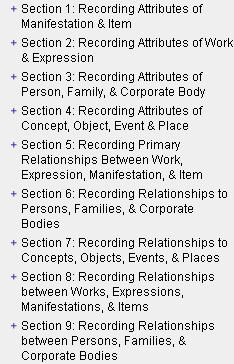 + Section 1: Recording Attributes of
Manifestation & Item
+ Section 2: Recording Attributes of Work
& Expression
+ Section 3: Recording Attributes of
Person, Family, & Corporate Body
+ Section 4: Recording Attributes of
Concept, Object, Event & Place
+ Section 5: Recording Primary
Relationships Between Work,
Expression, Manifestation, & Item
+ Section 6: Recording Relationships to
Persons, Families, & Corporate
Bodies
+ Section 7: Recording Relationships to
Concepts, Objects, Events, & Places
+ Section 8: Recording Relationships
between Works, Expressions,
Manifestations, & Items
+ Section 9: Recording Relationships
between Persons, Families, &
Corporate Bodies